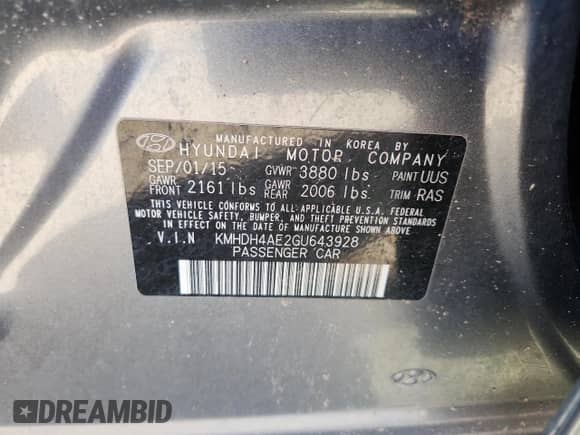 MANUFACTURED IN KOREA BY
HYUNDAI MOTOR COMPANY
SEP/01/15 GVWR 3880 lbs PAINT UUS
GAWR FRONT 2161 lbs GAWR REAR 2006 lbs TRIM RAS
THIS VEHICLE CONFORMS TO ALL APPLICABLE U.S.A. FEDERAL
MOTOR VEHICLE SAFETY, BUMPER, AND THEFT PREVENTION STANDARDS
IN EFFECT ON THE DATE OF MANUFACTURE SHOWN ABOVE
V.I.N KMHDH4AE2GU643928
PASSENGER CAR
DREAMBID